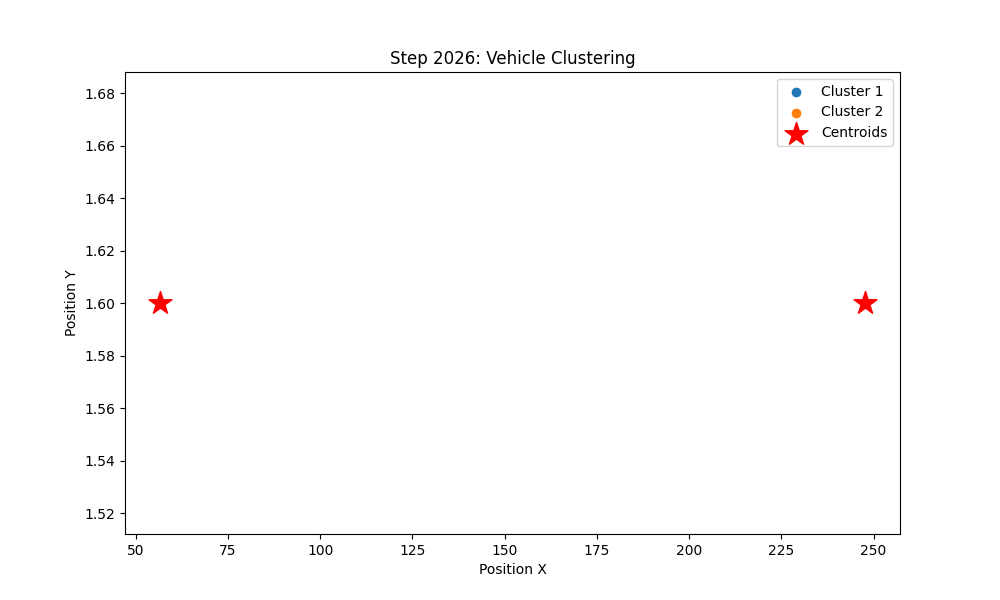 Step 2026: Vehicle Clustering
Cluster 1
Cluster 2
Centroids
Position Y
1.68
1.66
1.64
1.62
1.60
1.58
1.56
1.54
1.52
50 75 100 125 150 175 200 225 250
Position X